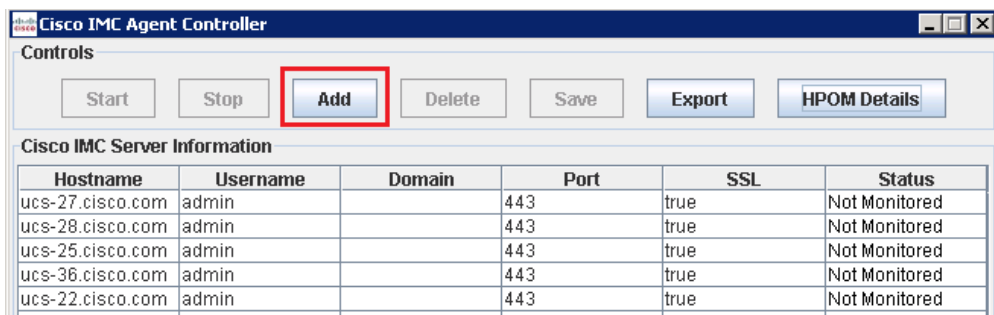 Cisco IMC Agent Controller
Controls
Start Stop Add Delete Save Export HPOM Details
Cisco IMC Server Information
Hostname Username Domain Port SSL Status
ucs-27.cisco.com admin 443 true Not Monitored
ucs-28.cisco.com admin 443 true Not Monitored
ucs-25.cisco.com admin 443 true Not Monitored
ucs-36.cisco.com admin 443 true Not Monitored
ucs-22.cisco.com admin 443 true Not Monitored